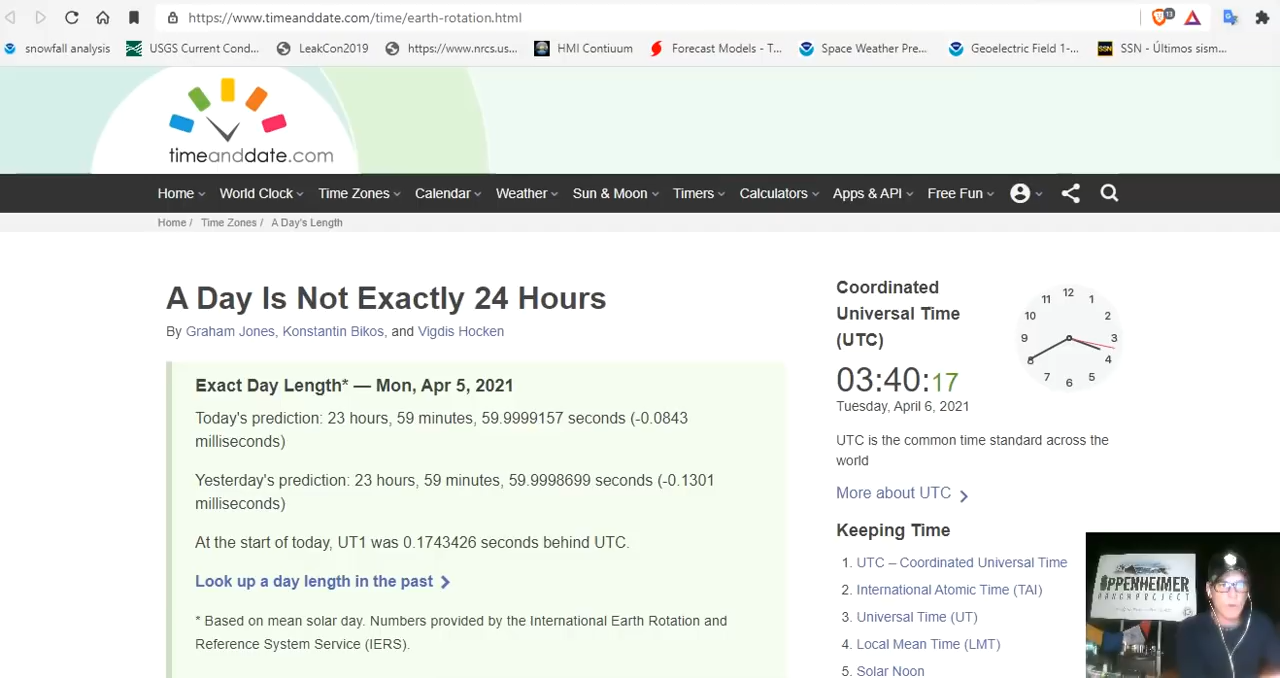 https://www.timeanddate.com/time/earth-rotation.html
13
snowfall analysis USGS Current Cond... LeakCon2019 https://www.nrcs.us... HMI Contiuum Forecast Models - T... Space Weather Pre... Geoelectric Field 1-... SSN SSN - Últimos sism...
timeanddate.com
Home World Clock Time Zones Calendar Weather Sun & Moon Timers Calculators Apps & API Free Fun
Home / Time Zones / A Day's Length
A Day Is Not Exactly 24 Hours
By Graham Jones, Konstantin Bikos, and Vigdis Hocken
Exact Day Length* — Mon, Apr 5, 2021
Today's prediction: 23 hours, 59 minutes, 59.9999157 seconds (-0.0843
milliseconds)
Yesterday's prediction: 23 hours, 59 minutes, 59.9998699 seconds (-0.1301
milliseconds)
At the start of today, UT1 was 0.1743426 seconds behind UTC.
Look up a day length in the past
* Based on mean solar day. Numbers provided by the International Earth Rotation and
Reference System Service (IERS).
Coordinated
Universal Time
(UTC)
12 1 2 3 4 5 6 7 8 9 10 11
03:40:17
Tuesday, April 6, 2021
UTC is the common time standard across the
world
More about UTC
Keeping Time
1. UTC – Coordinated Universal Time
2. International Atomic Time (TAI)
3. Universal Time (UT)
4. Local Mean Time (LMT)
5. Solar Noon
OPPENHEIMER
RANCH PROJECT